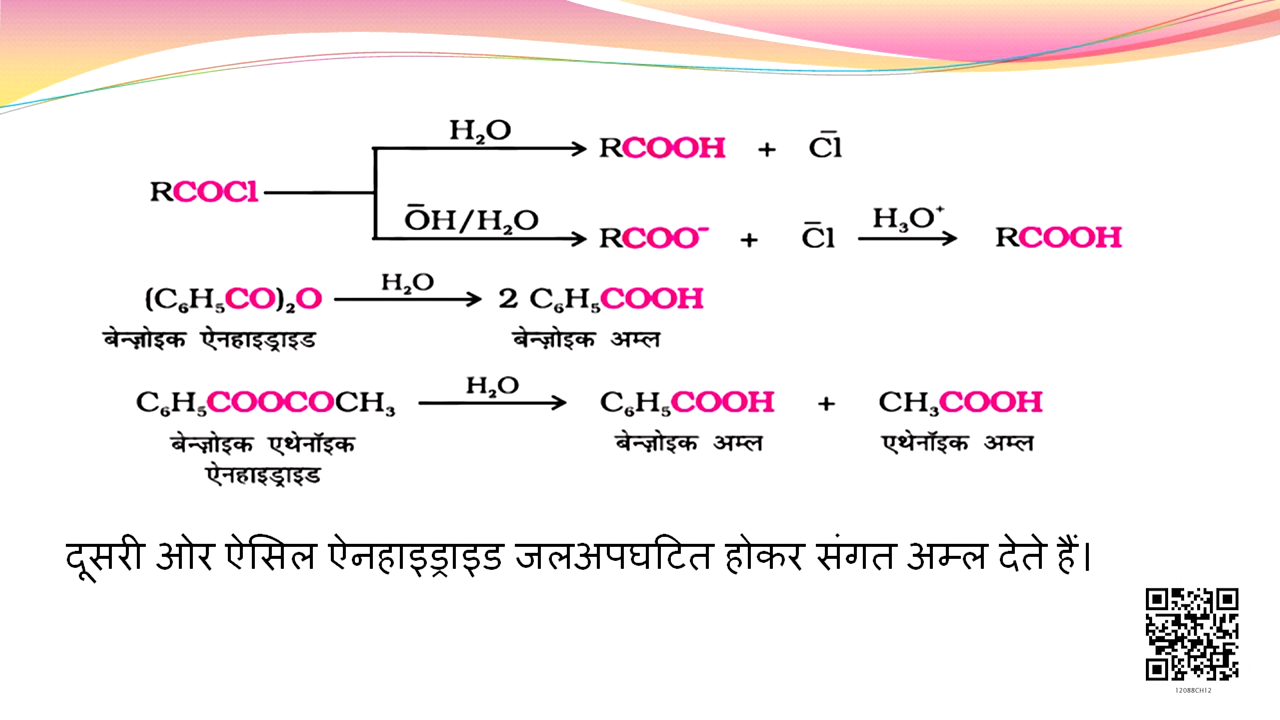 H₂O
RCOCl → RCOOH + C̄l
ŌH/H₂O
RCOO⁻ + C̄l
H₃O⁺
→ RCOOH
(C₆H₅CO)₂O
H₂O
→ 2 C₆H₅COOH
बेन्ज़ोइक ऐनहाइड्राइड बेन्ज़ोइक अम्ल
C₆H₅COOCOCH₃
H₂O
→ C₆H₅COOH + CH₃COOH
बेन्ज़ोइक एथेनॉइक बेन्ज़ोइक अम्ल एथेनॉइक अम्ल
ऐनहाइड्राइड
दूसरी ओर ऐसिल ऐनहाइड्राइड जलअपघटित होकर संगत अम्ल देते हैं।
12088CH12